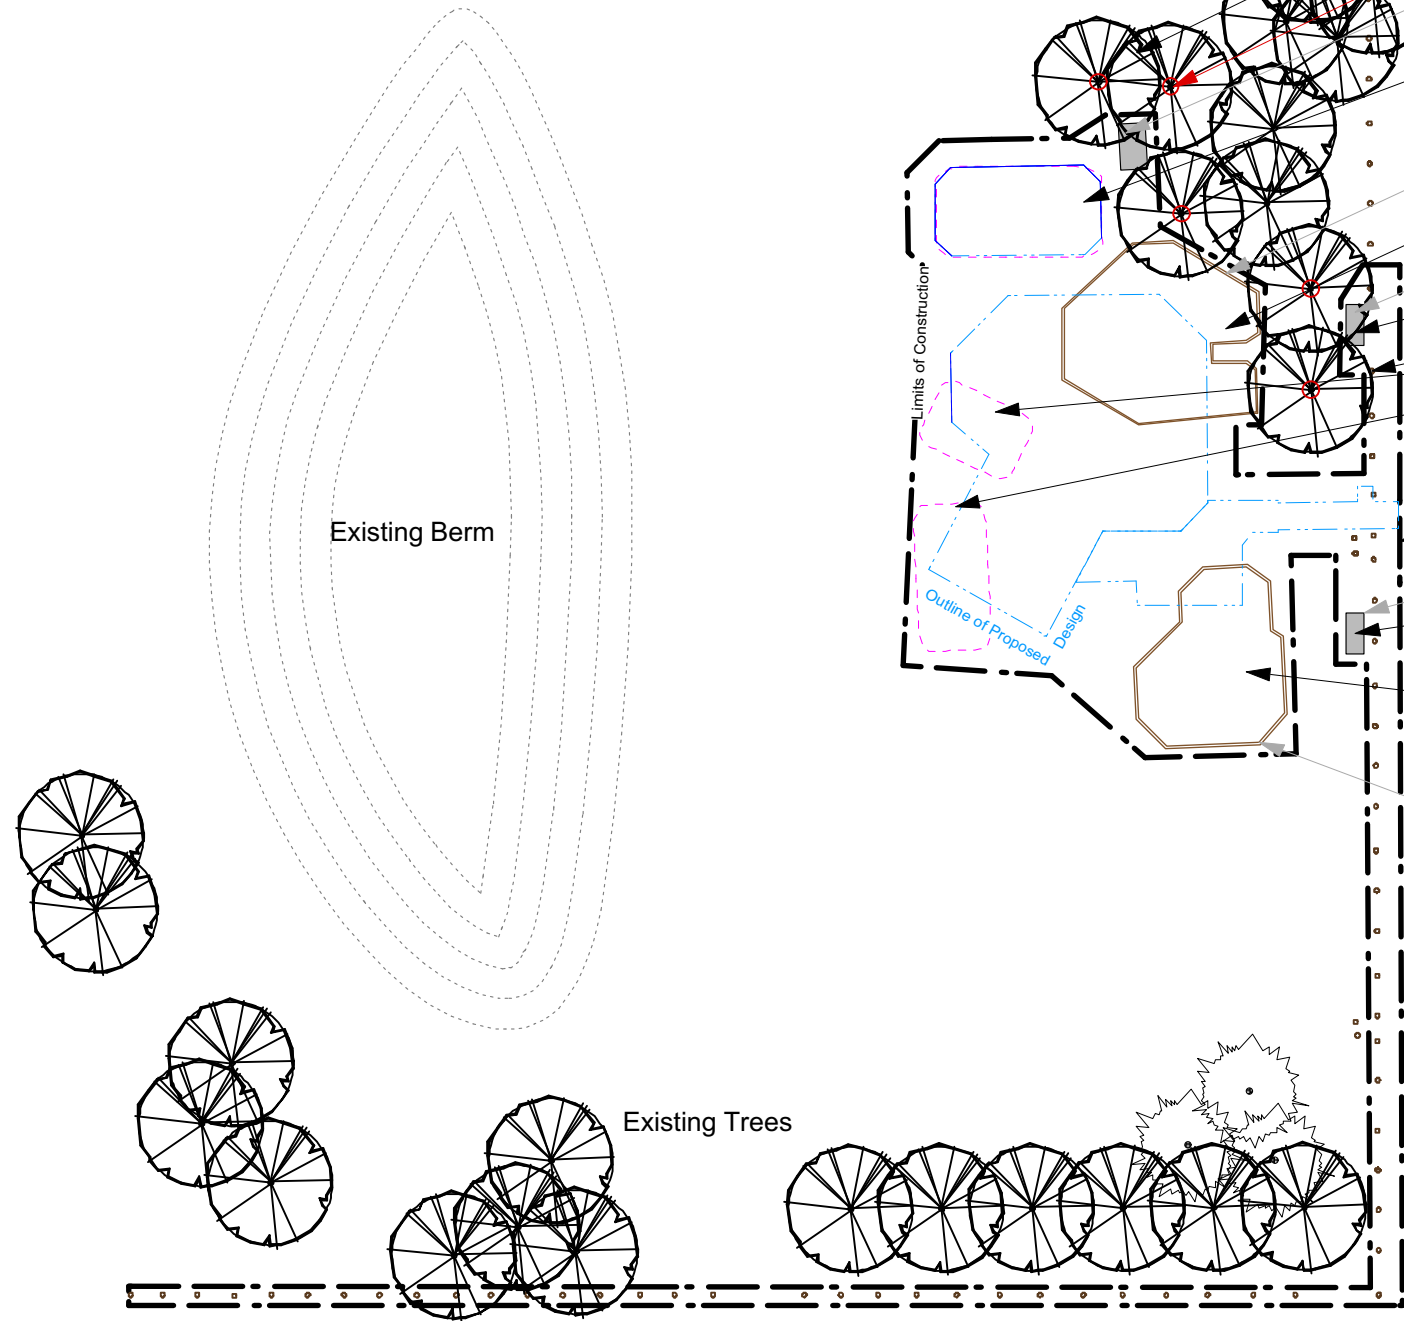 Limits of Construction
Existing Berm
Outline of Proposed
Design
Existing Trees